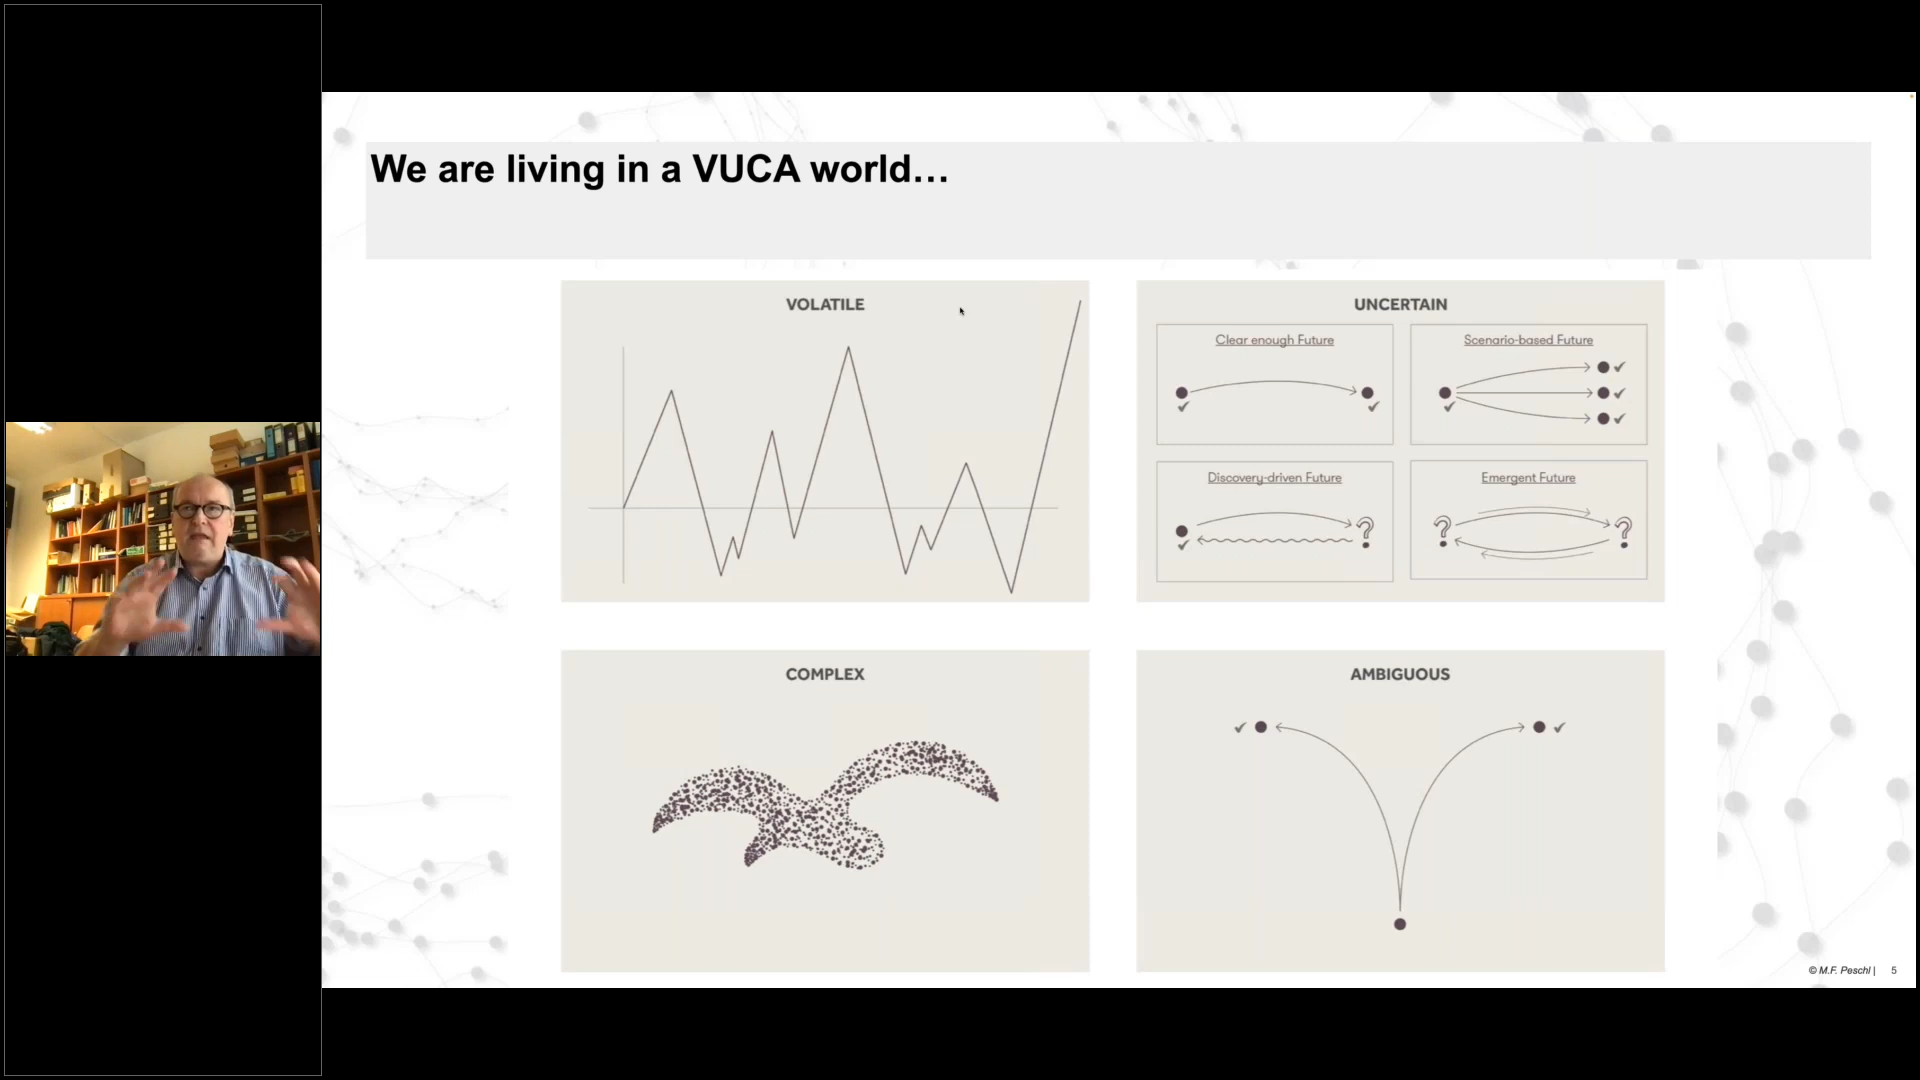 We are living in a VUCA world…
VOLATILE
UNCERTAIN
Clear enough Future
Scenario-based Future
Discovery-driven Future
Emergent Future
?
? ?
COMPLEX
AMBIGUOUS
© M.F. Peschl | 5